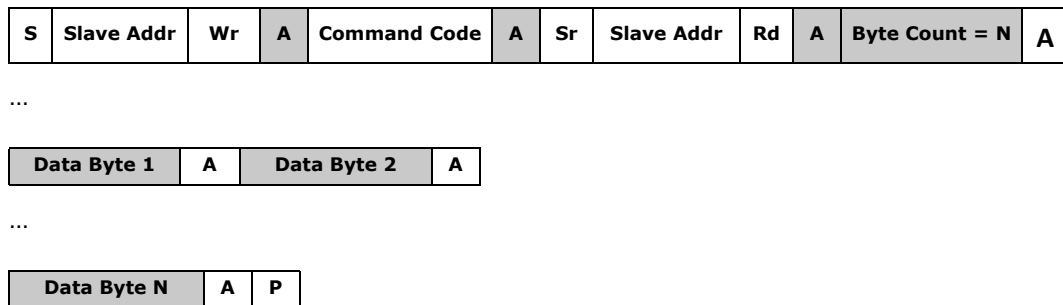 S Slave Addr Wr A Command Code A Sr Slave Addr Rd A Byte Count = N A
...
Data Byte 1 A Data Byte 2 A
...
Data Byte N A P